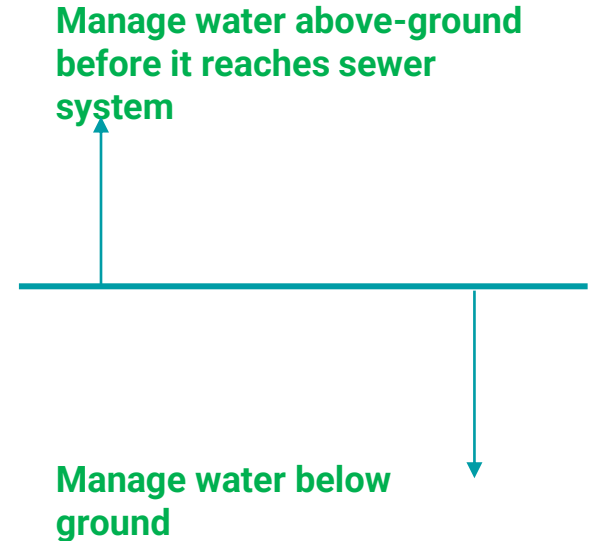 Manage water above-ground
before it reaches sewer
system
Manage water below
ground